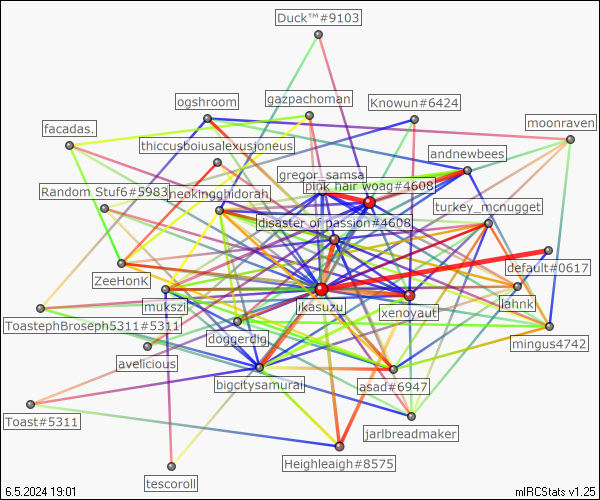 Duck™#9103
ogshroom
gazpachoman
Knowun#6424
moonraven
facadas.
thiccusboiusalexusjoneus
andnewbees
gregor_samsa
pink hair woag#4608
Random Stuf6#5983
neokingghidorah
turkey_mcnugget
disaster of passion#4608
default#0617
ZeeHonk
mukszi
ikasuzu
xenoyaut
iahnk
ToastephBroseph5311#5311
doggerdig
mingus4742
avelicious
bigcitysamurai
asad#6947
Toast#5311
jarlbreadmaker
Heighleaigh#8575
tescoroll
6.5.2024 19:01
mIRCStats v1.25